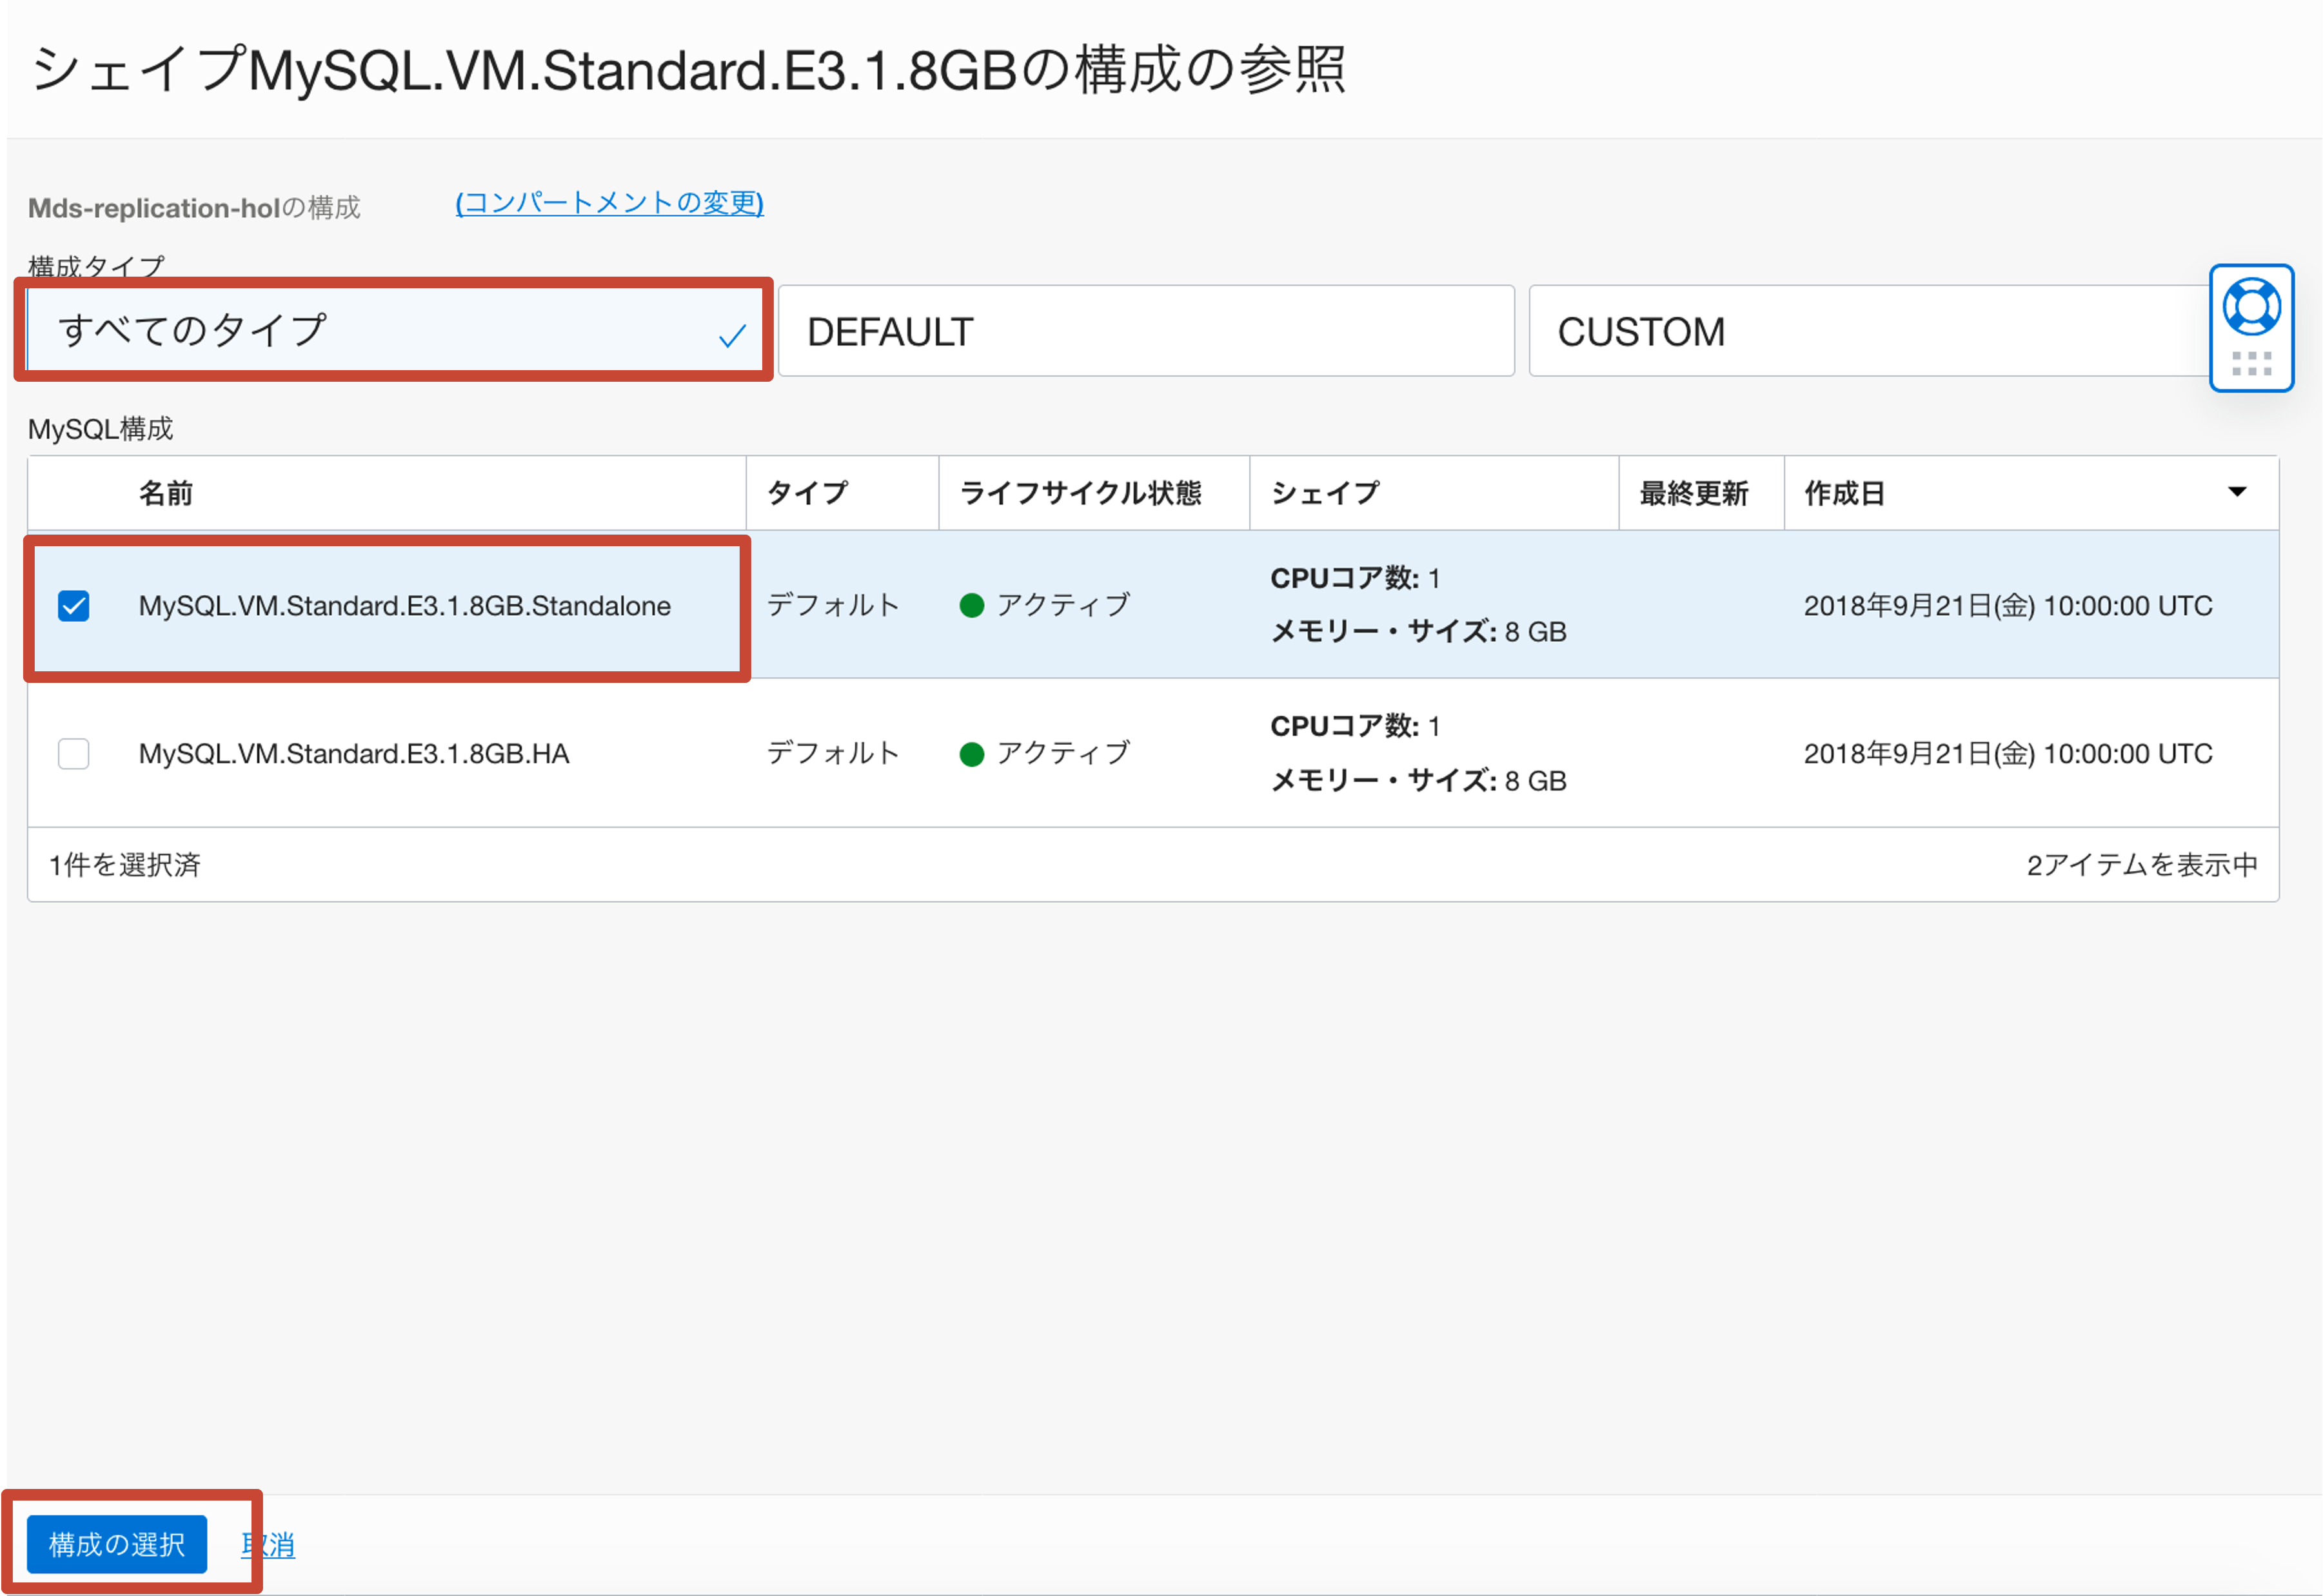 シェイプMySQL.VM.Standard.E3.1.8GBの構成の参照
Mds-replication-holの構成 (コンパートメントの変更)
構成タイプ
すべてのタイプ DEFAULT CUSTOM
MySQL構成
名前 タイプ ライフサイクル状態 シェイプ 最終更新 作成日
MySQL.VM.Standard.E3.1.8GB.Standalone デフォルト アクティブ CPUコア数: 1 2018年9月21日(金) 10:00:00 UTC
メモリー・サイズ: 8 GB
MySQL.VM.Standard.E3.1.8GB.HA デフォルト アクティブ CPUコア数: 1 2018年9月21日(金) 10:00:00 UTC
メモリー・サイズ: 8 GB
1件を選択済 2アイテムを表示中
構成の選択 取消